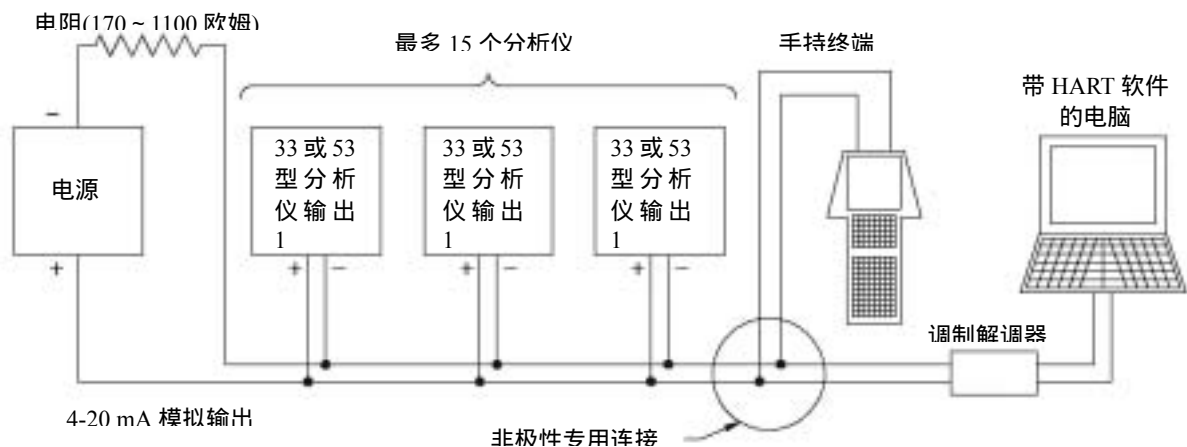 电阻(170 ~ 1100 欧姆)
最多 15 个分析仪
手持终端
带 HART 软件
的电脑
－
电源
+
33 或 53
型 分 析
仪 输 出
1
+ －
33 或 53
型 分 析
仪 输 出
1
+ －
33 或 53
型 分 析
仪 输 出
1
+ －
调制解调器
4-20 mA 模拟输出
非极性专用连接